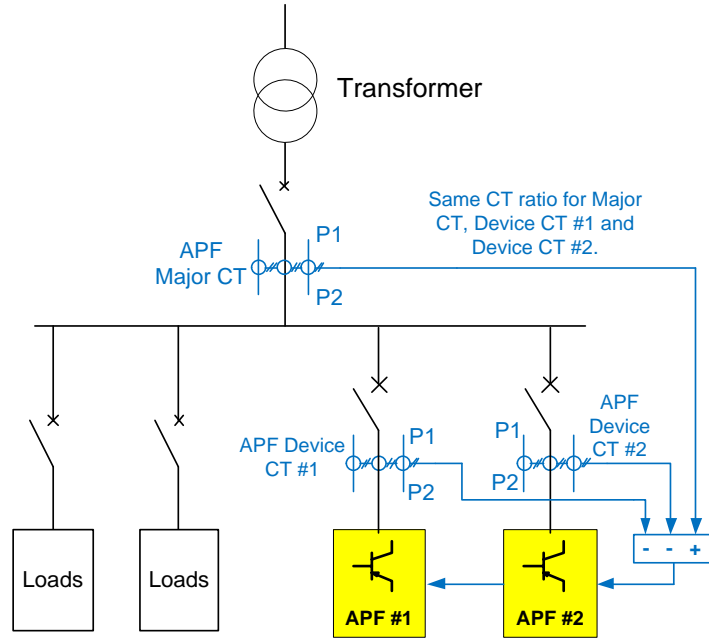 Transformer
Same CT ratio for Major
CT, Device CT #1 and
Device CT #2.
APF
Major CT
P1
P2
APF Device
CT #1
P1
P2
P1
P2
APF
Device
CT #2
- - +
Loads
Loads
APF #1
APF #2